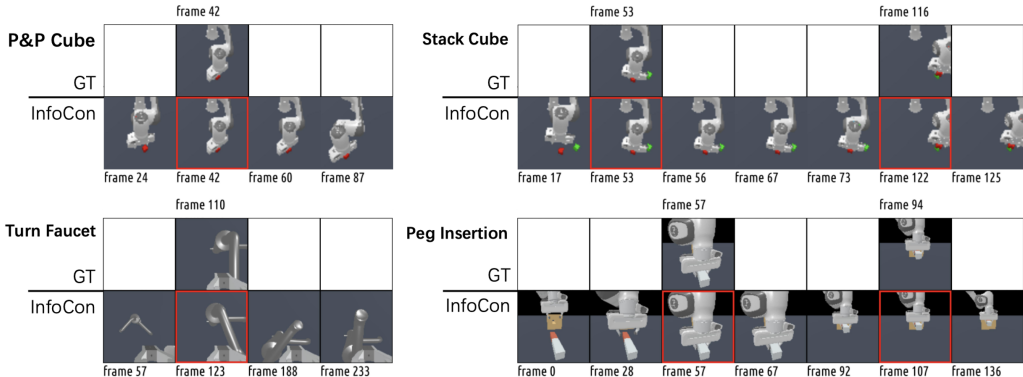 frame 42
P&P Cube
GT
InfoCon
frame 24 frame 42 frame 60 frame 87
frame 53 frame 116
Stack Cube
GT
InfoCon
frame 17 frame 53 frame 56 frame 67 frame 73 frame 122 frame 125
frame 110
Turn Faucet
GT
InfoCon
frame 57 frame 123 frame 188 frame 233
frame 57 frame 94
Peg Insertion
GT
InfoCon
frame 0 frame 28 frame 57 frame 67 frame 92 frame 107 frame 136